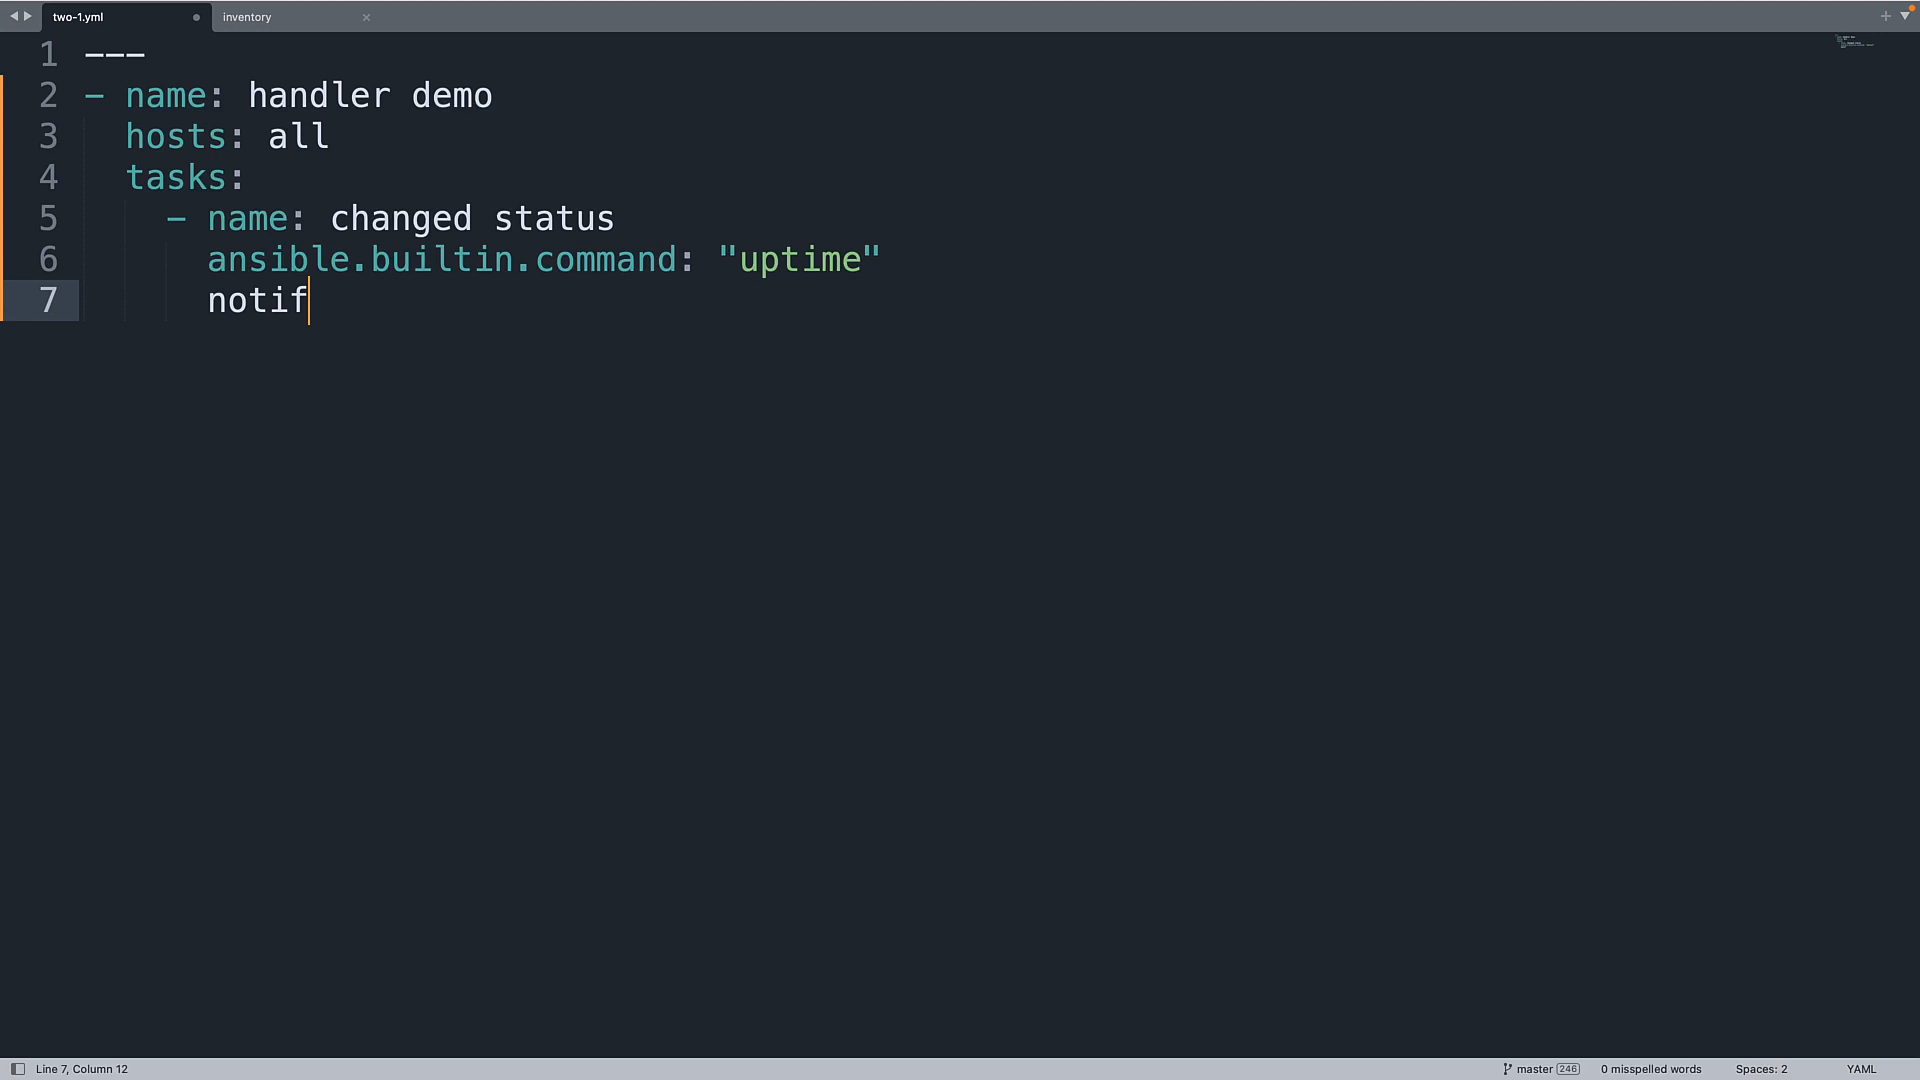 two-1.yml inventory
1 ---
2 - name: handler demo
3 hosts: all
4 tasks:
5 - name: changed status
6 ansible.builtin.command: "uptime"
7 notif
Line 7, Column 12 master 246 0 misspelled words Spaces: 2 YAML